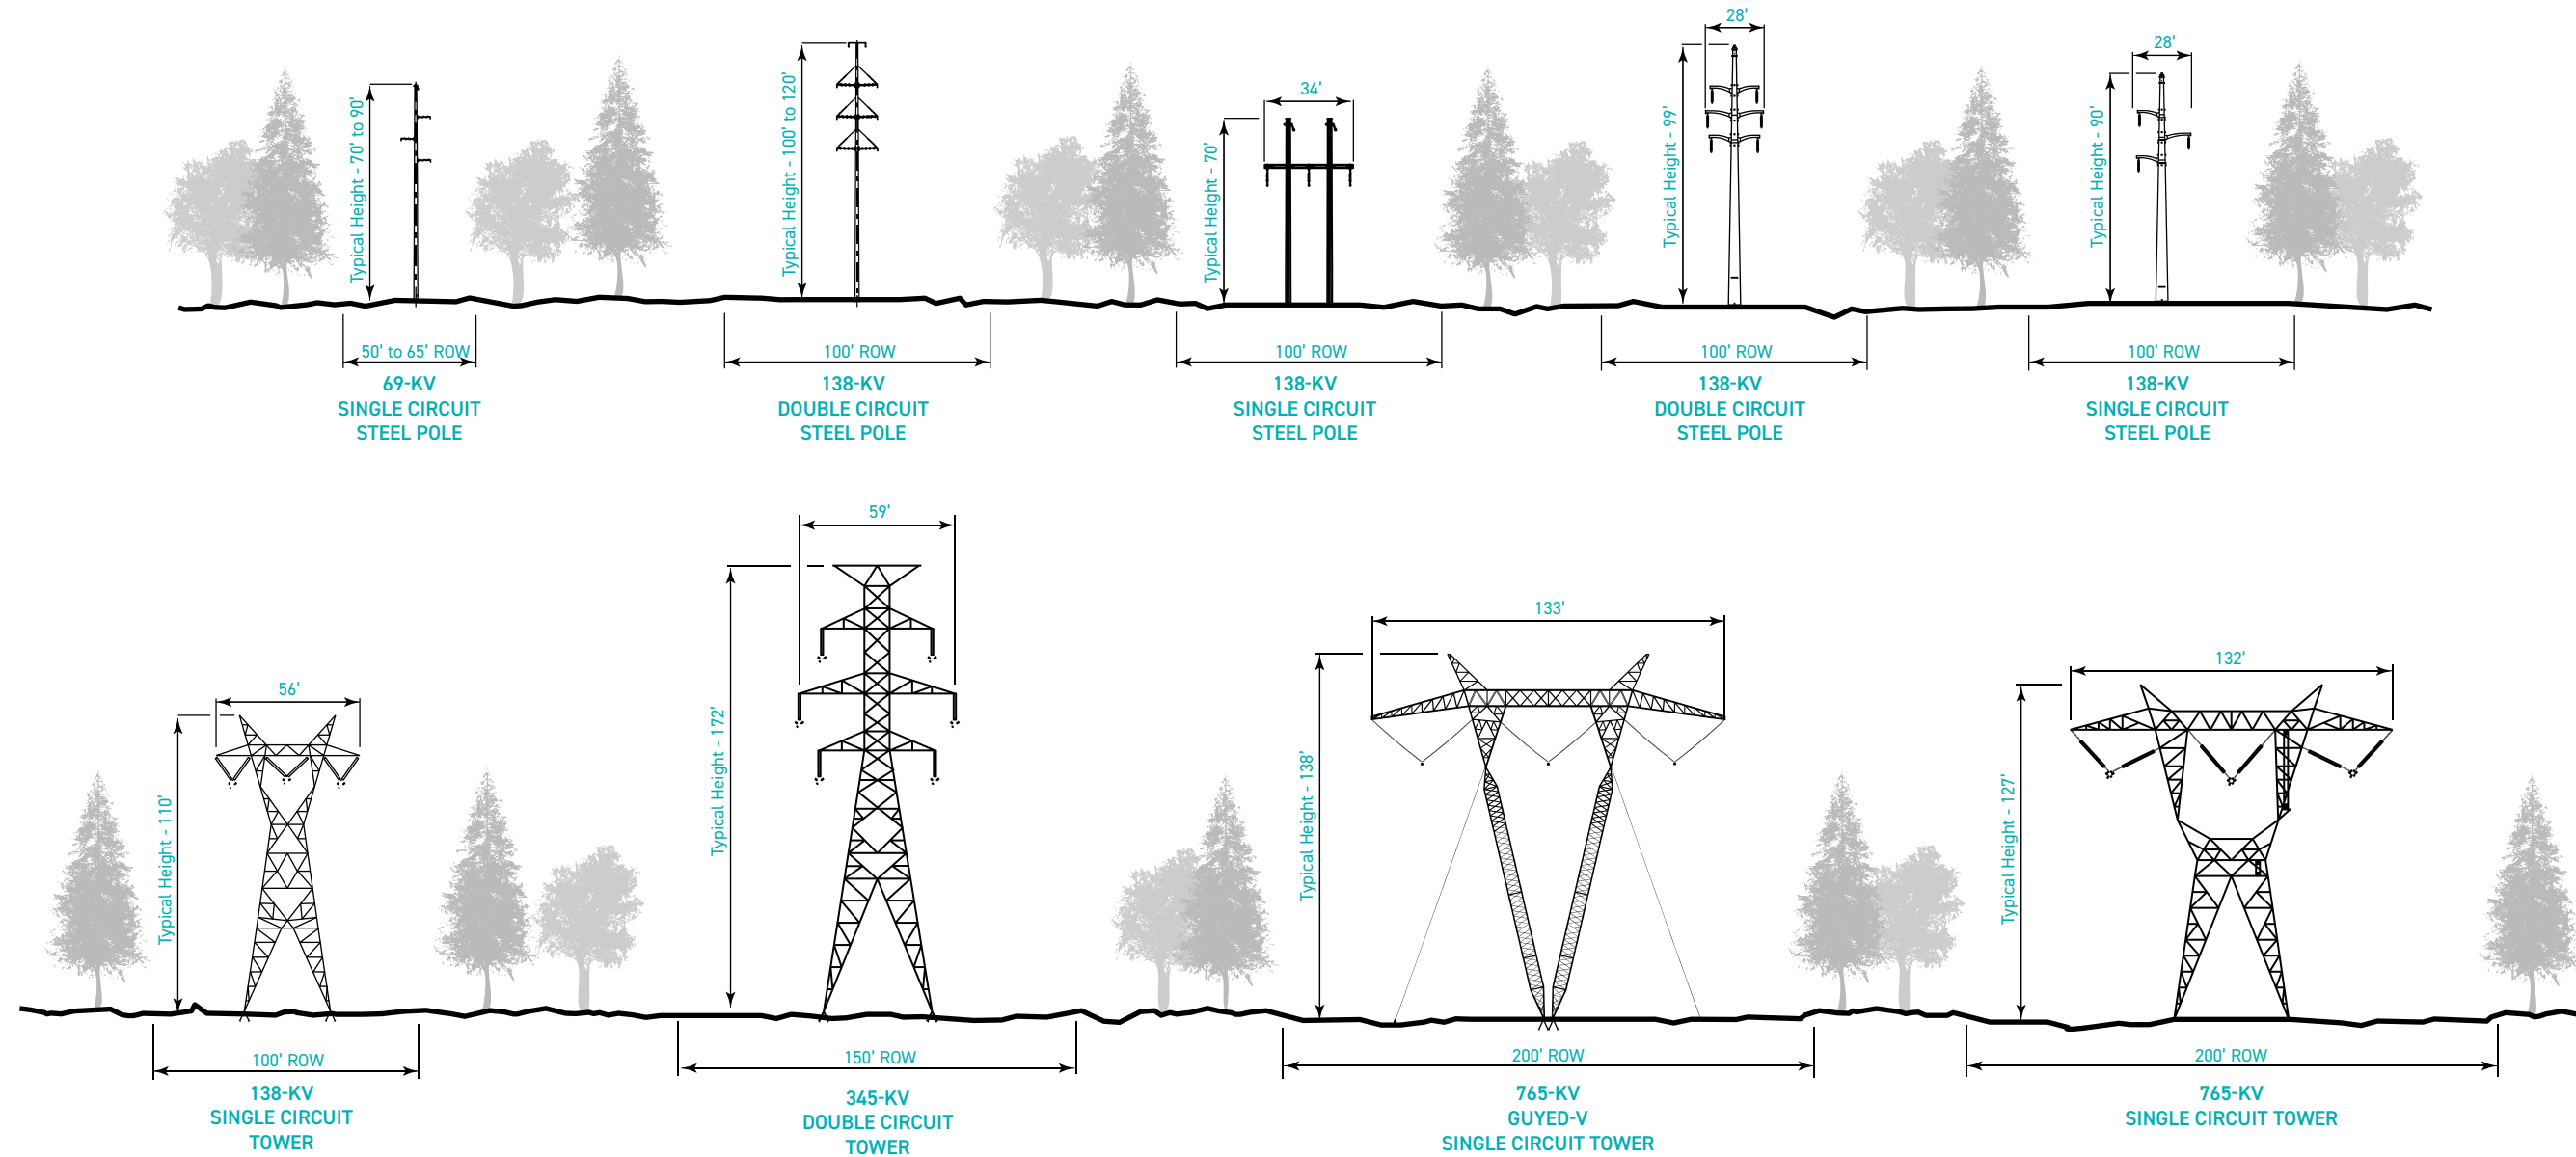 Typical Height - 70' to 90'
50' to 65' ROW
69-KV
SINGLE CIRCUIT
STEEL POLE
Typical Height - 100' to 120'
100' ROW
138-KV
DOUBLE CIRCUIT
STEEL POLE
34'
Typical Height - 70'
100' ROW
138-KV
SINGLE CIRCUIT
STEEL POLE
28'
Typical Height - 99'
100' ROW
138-KV
DOUBLE CIRCUIT
STEEL POLE
28'
Typical Height - 90'
100' ROW
138-KV
SINGLE CIRCUIT
STEEL POLE
56'
Typical Height - 110'
100' ROW
138-KV
SINGLE CIRCUIT
TOWER
59'
Typical Height - 172'
150' ROW
345-KV
DOUBLE CIRCUIT
TOWER
133'
Typical Height - 138'
200' ROW
765-KV
GUYED-V
SINGLE CIRCUIT TOWER
132'
Typical Height - 127'
200' ROW
765-KV
SINGLE CIRCUIT TOWER